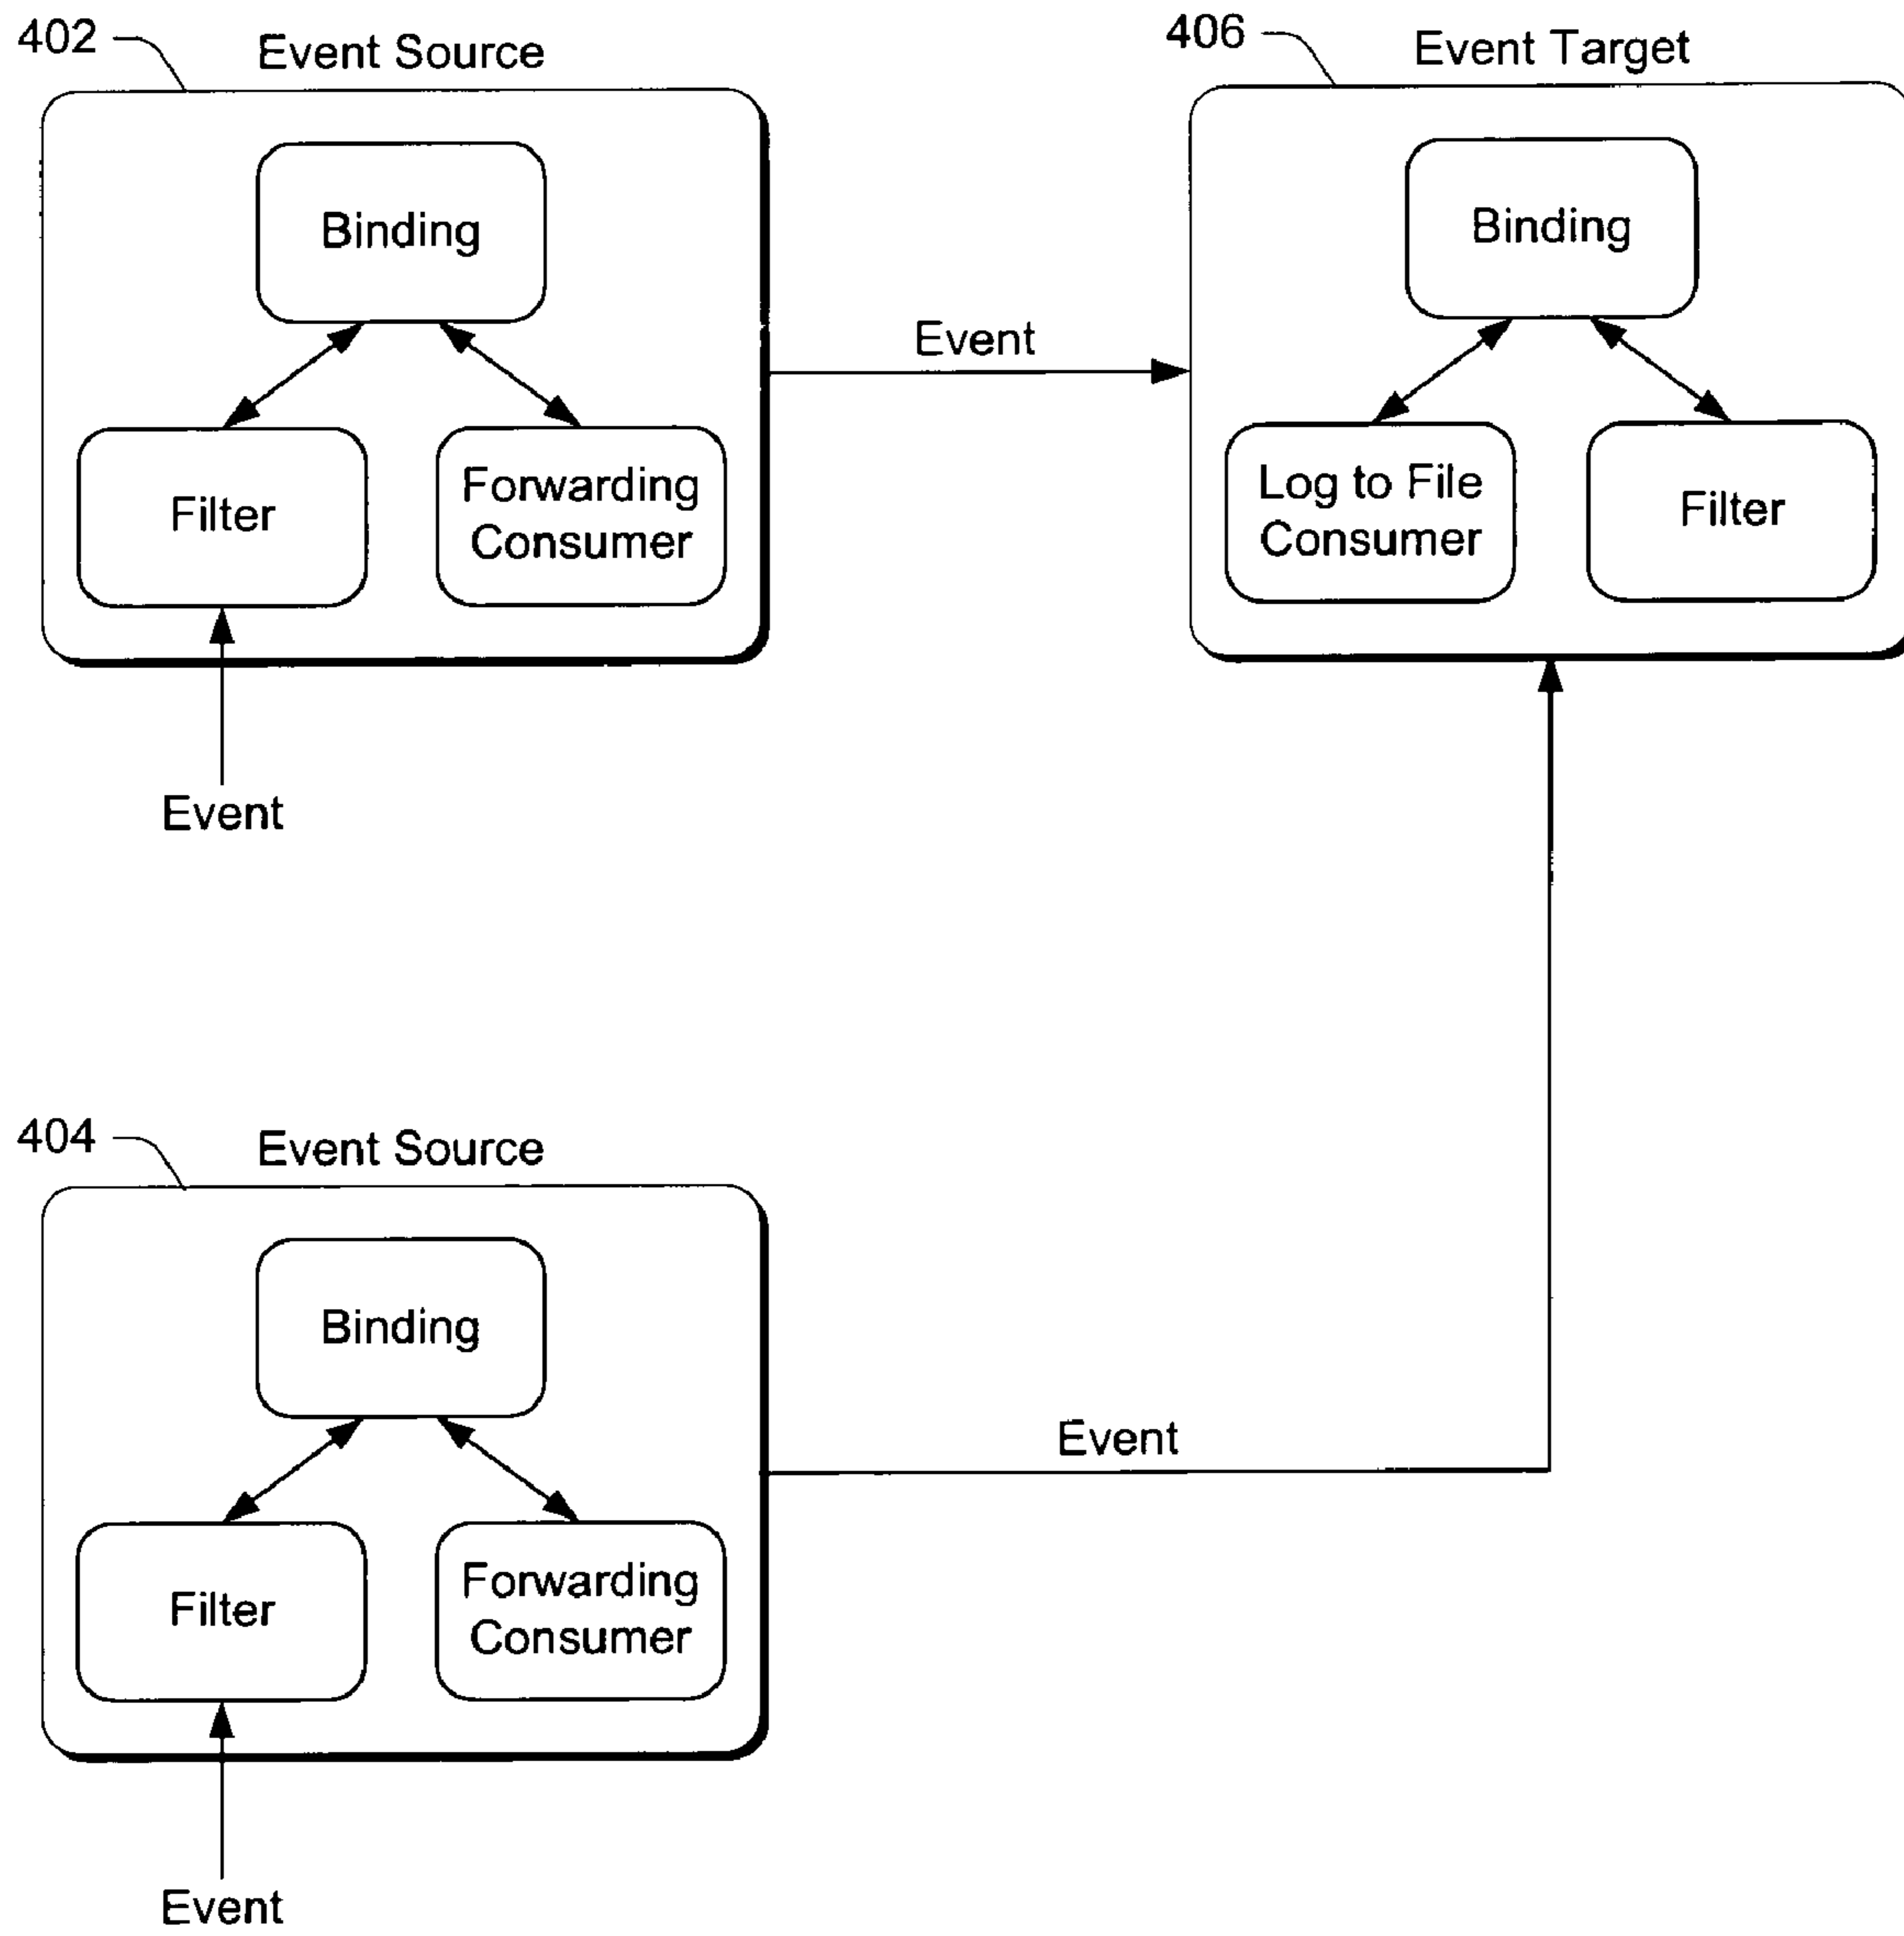 402
Event Source
Binding
Filter
Forwarding
Consumer
Event
Event
406
Event Target
Binding
Log to File
Consumer
Filter
404
Event Source
Binding
Filter
Forwarding
Consumer
Event
Event